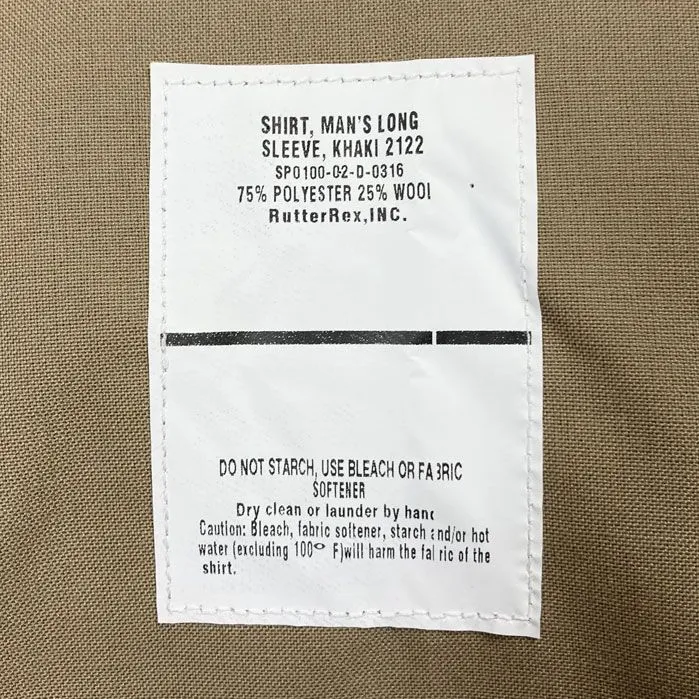 SHIRT, MAN'S LONG
SLEEVE, KHAKI 2122
SP0100-02-D-0316
75% POLYESTER 25% WOOL
RutterRex,INC.
DO NOT STARCH, USE BLEACH OR FABRIC
SOFTENER
Dry clean or launder by hand
Caution: Bleach, fabric softener, starch and/or hot
water (excluding 100° F)will harm the fabric of the
shirt.